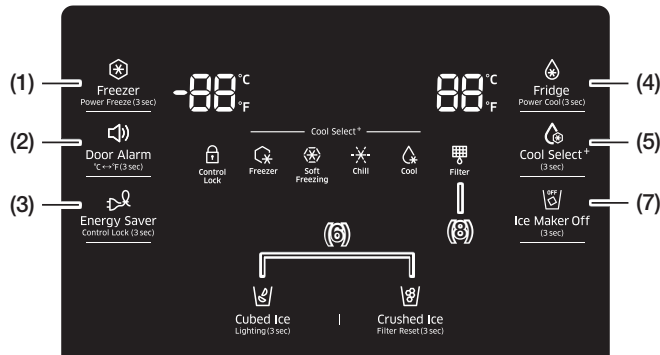 (1)
Freezer
Power Freeze (3 sec)
-88 °C
°F
88 °C
°F
Fridge
Power Cool (3 sec)
(4)
(2)
Door Alarm
°C ↔ °F (3 sec)
Cool Select+
Control
Lock
Freezer
Soft
Freezing
Chill
Cool
Filter
Cool Select+
(3 sec)
(5)
(3)
Energy Saver
Control Lock (3 sec)
(6)
(8)
OFF
Ice Maker Off
(3 sec)
(7)
Cubed Ice
Lighting (3 sec)
|
Crushed Ice
Filter Reset (3 sec)